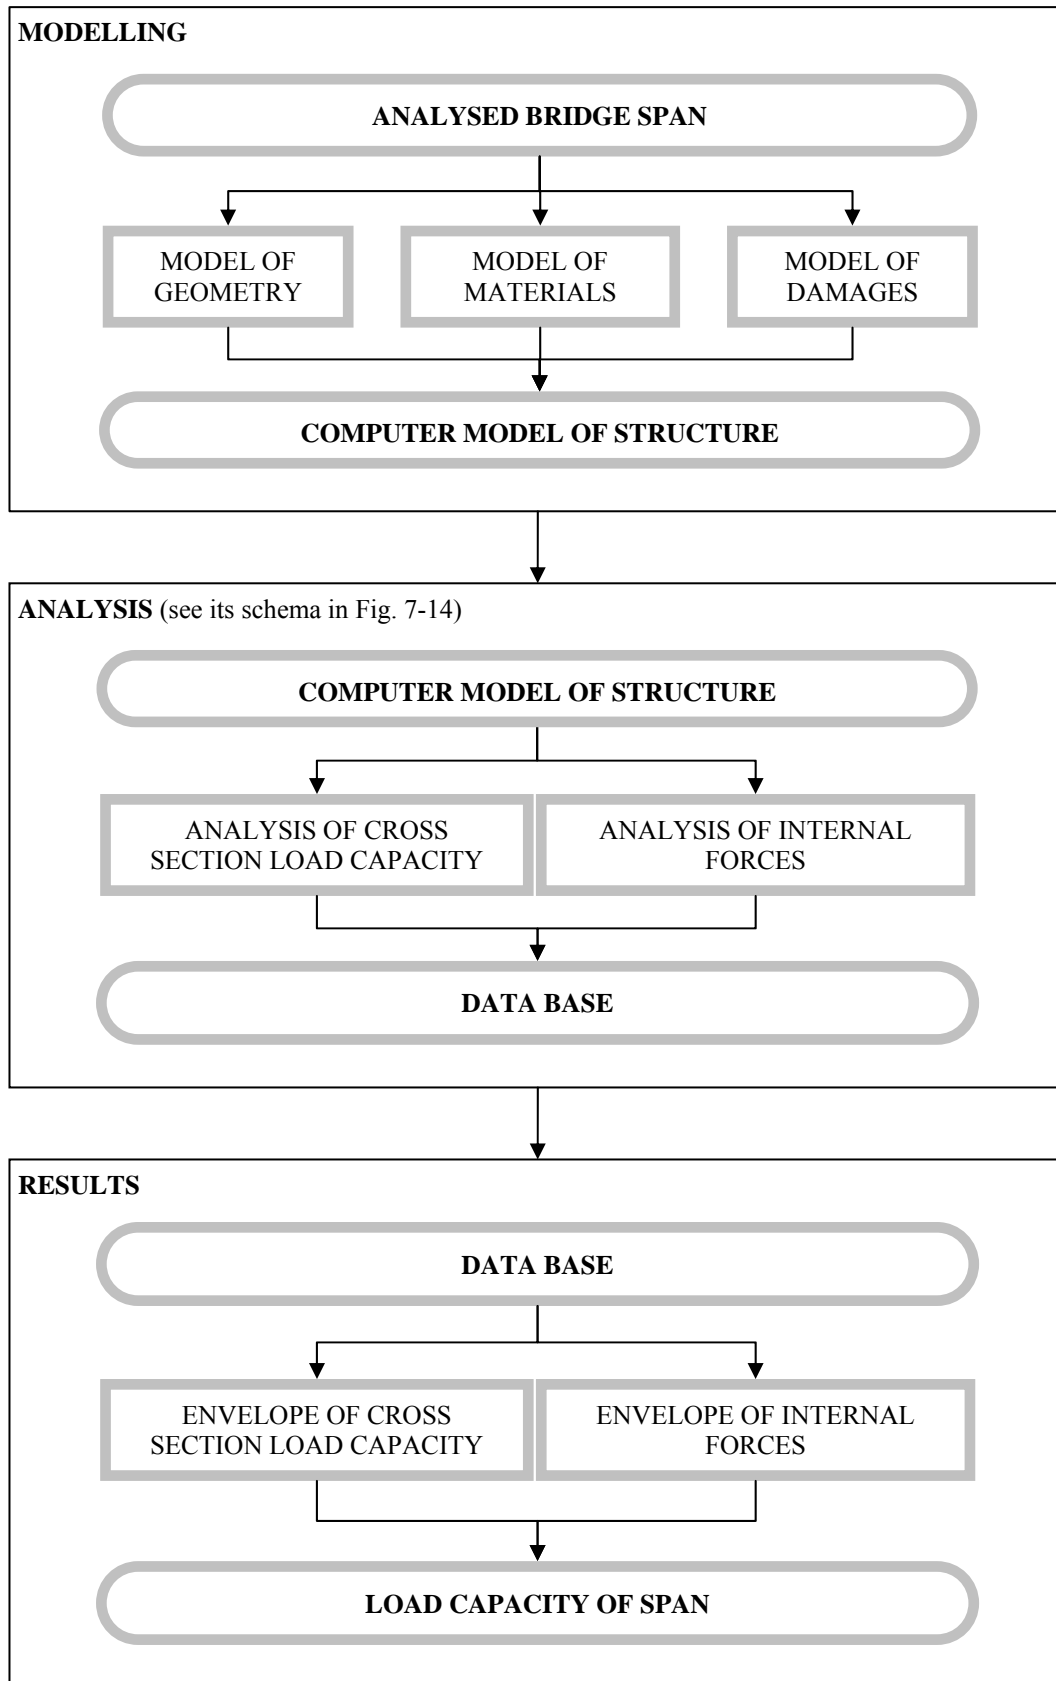 MODELLING
ANALYSED BRIDGE SPAN
MODEL OF
GEOMETRY
MODEL OF
MATERIALS
MODEL OF
DAMAGES
COMPUTER MODEL OF STRUCTURE
ANALYSIS (see its schema in Fig. 7-14)
COMPUTER MODEL OF STRUCTURE
ANALYSIS OF CROSS
SECTION LOAD CAPACITY
ANALYSIS OF INTERNAL
FORCES
DATA BASE
RESULTS
DATA BASE
ENVELOPE OF CROSS
SECTION LOAD CAPACITY
ENVELOPE OF INTERNAL
FORCES
LOAD CAPACITY OF SPAN